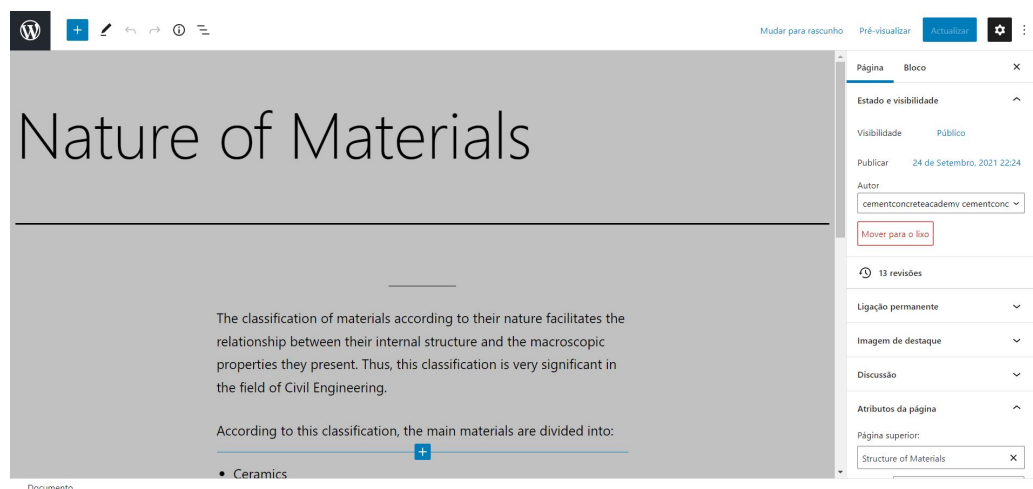 Mudar para rascunho Pré-visualizar Actualizar
Página Bloco
Estado e visibilidade
Visibilidade Público
Publicar 24 de Setembro, 2021 22:24
Autor
cementconcreteacademy cementconc
Mover para o lixo
13 revisões
Ligação permanente
Imagem de destaque
Discussão
Atributos da página
Página superior:
Structure of Materials
Nature of Materials
The classification of materials according to their nature facilitates the
relationship between their internal structure and the macroscopic
properties they present. Thus, this classification is very significant in
the field of Civil Engineering.
According to this classification, the main materials are divided into:
• Ceramics
Documento